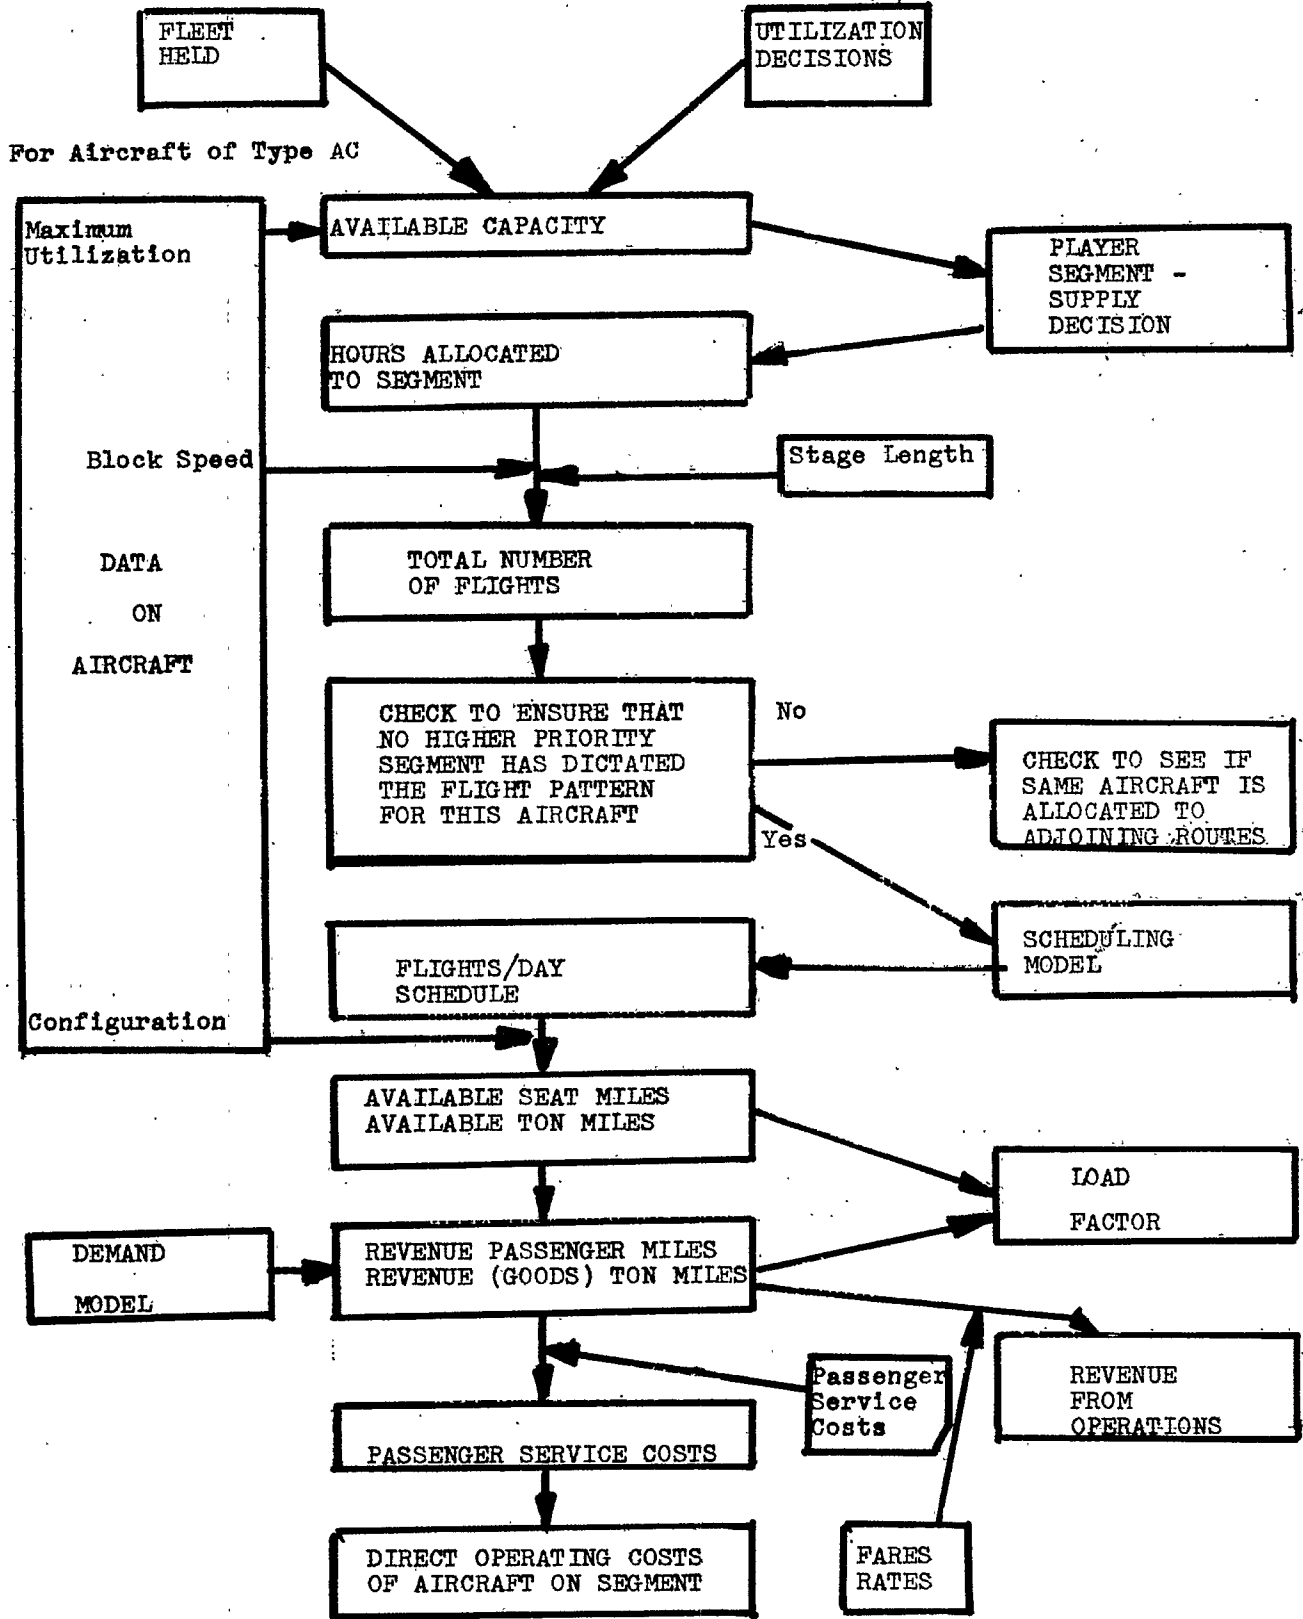 FLEET
HELD
UTILIZATION
DECISIONS
For Aircraft of Type AC
Maximum
Utilization
AVAILABLE CAPACITY
PLAYER
SEGMENT -
SUPPLY
DECISION
HOURS ALLOCATED
TO SEGMENT
Block Speed
Stage Length
DATA
ON
AIRCRAFT
TOTAL NUMBER
OF FLIGHTS
CHECK TO ENSURE THAT
NO HIGHER PRIORITY
SEGMENT HAS DICTATED
THE FLIGHT PATTERN
FOR THIS AIRCRAFT
No
Yes
CHECK TO SEE IF
SAME AIRCRAFT IS
ALLOCATED TO
ADJOINING ROUTES
SCHEDULING
MODEL
FLIGHTS/DAY
SCHEDULE
Configuration
AVAILABLE SEAT MILES
AVAILABLE TON MILES
LOAD
FACTOR
DEMAND
MODEL
REVENUE PASSENGER MILES
REVENUE (GOODS) TON MILES
Passenger
Service
Costs
REVENUE
FROM
OPERATIONS
PASSENGER SERVICE COSTS
DIRECT OPERATING COSTS
OF AIRCRAFT ON SEGMENT
FARES
RATES